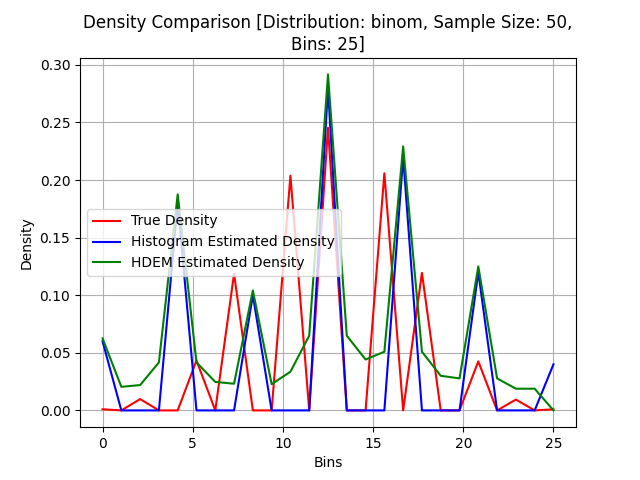 Density Comparison [Distribution: binom, Sample Size: 50,
Bins: 25]
Density
0.30
0.25
0.20
0.15
0.10
0.05
0.00
True Density
Histogram Estimated Density
HDEM Estimated Density
0 5 10 15 20 25
Bins